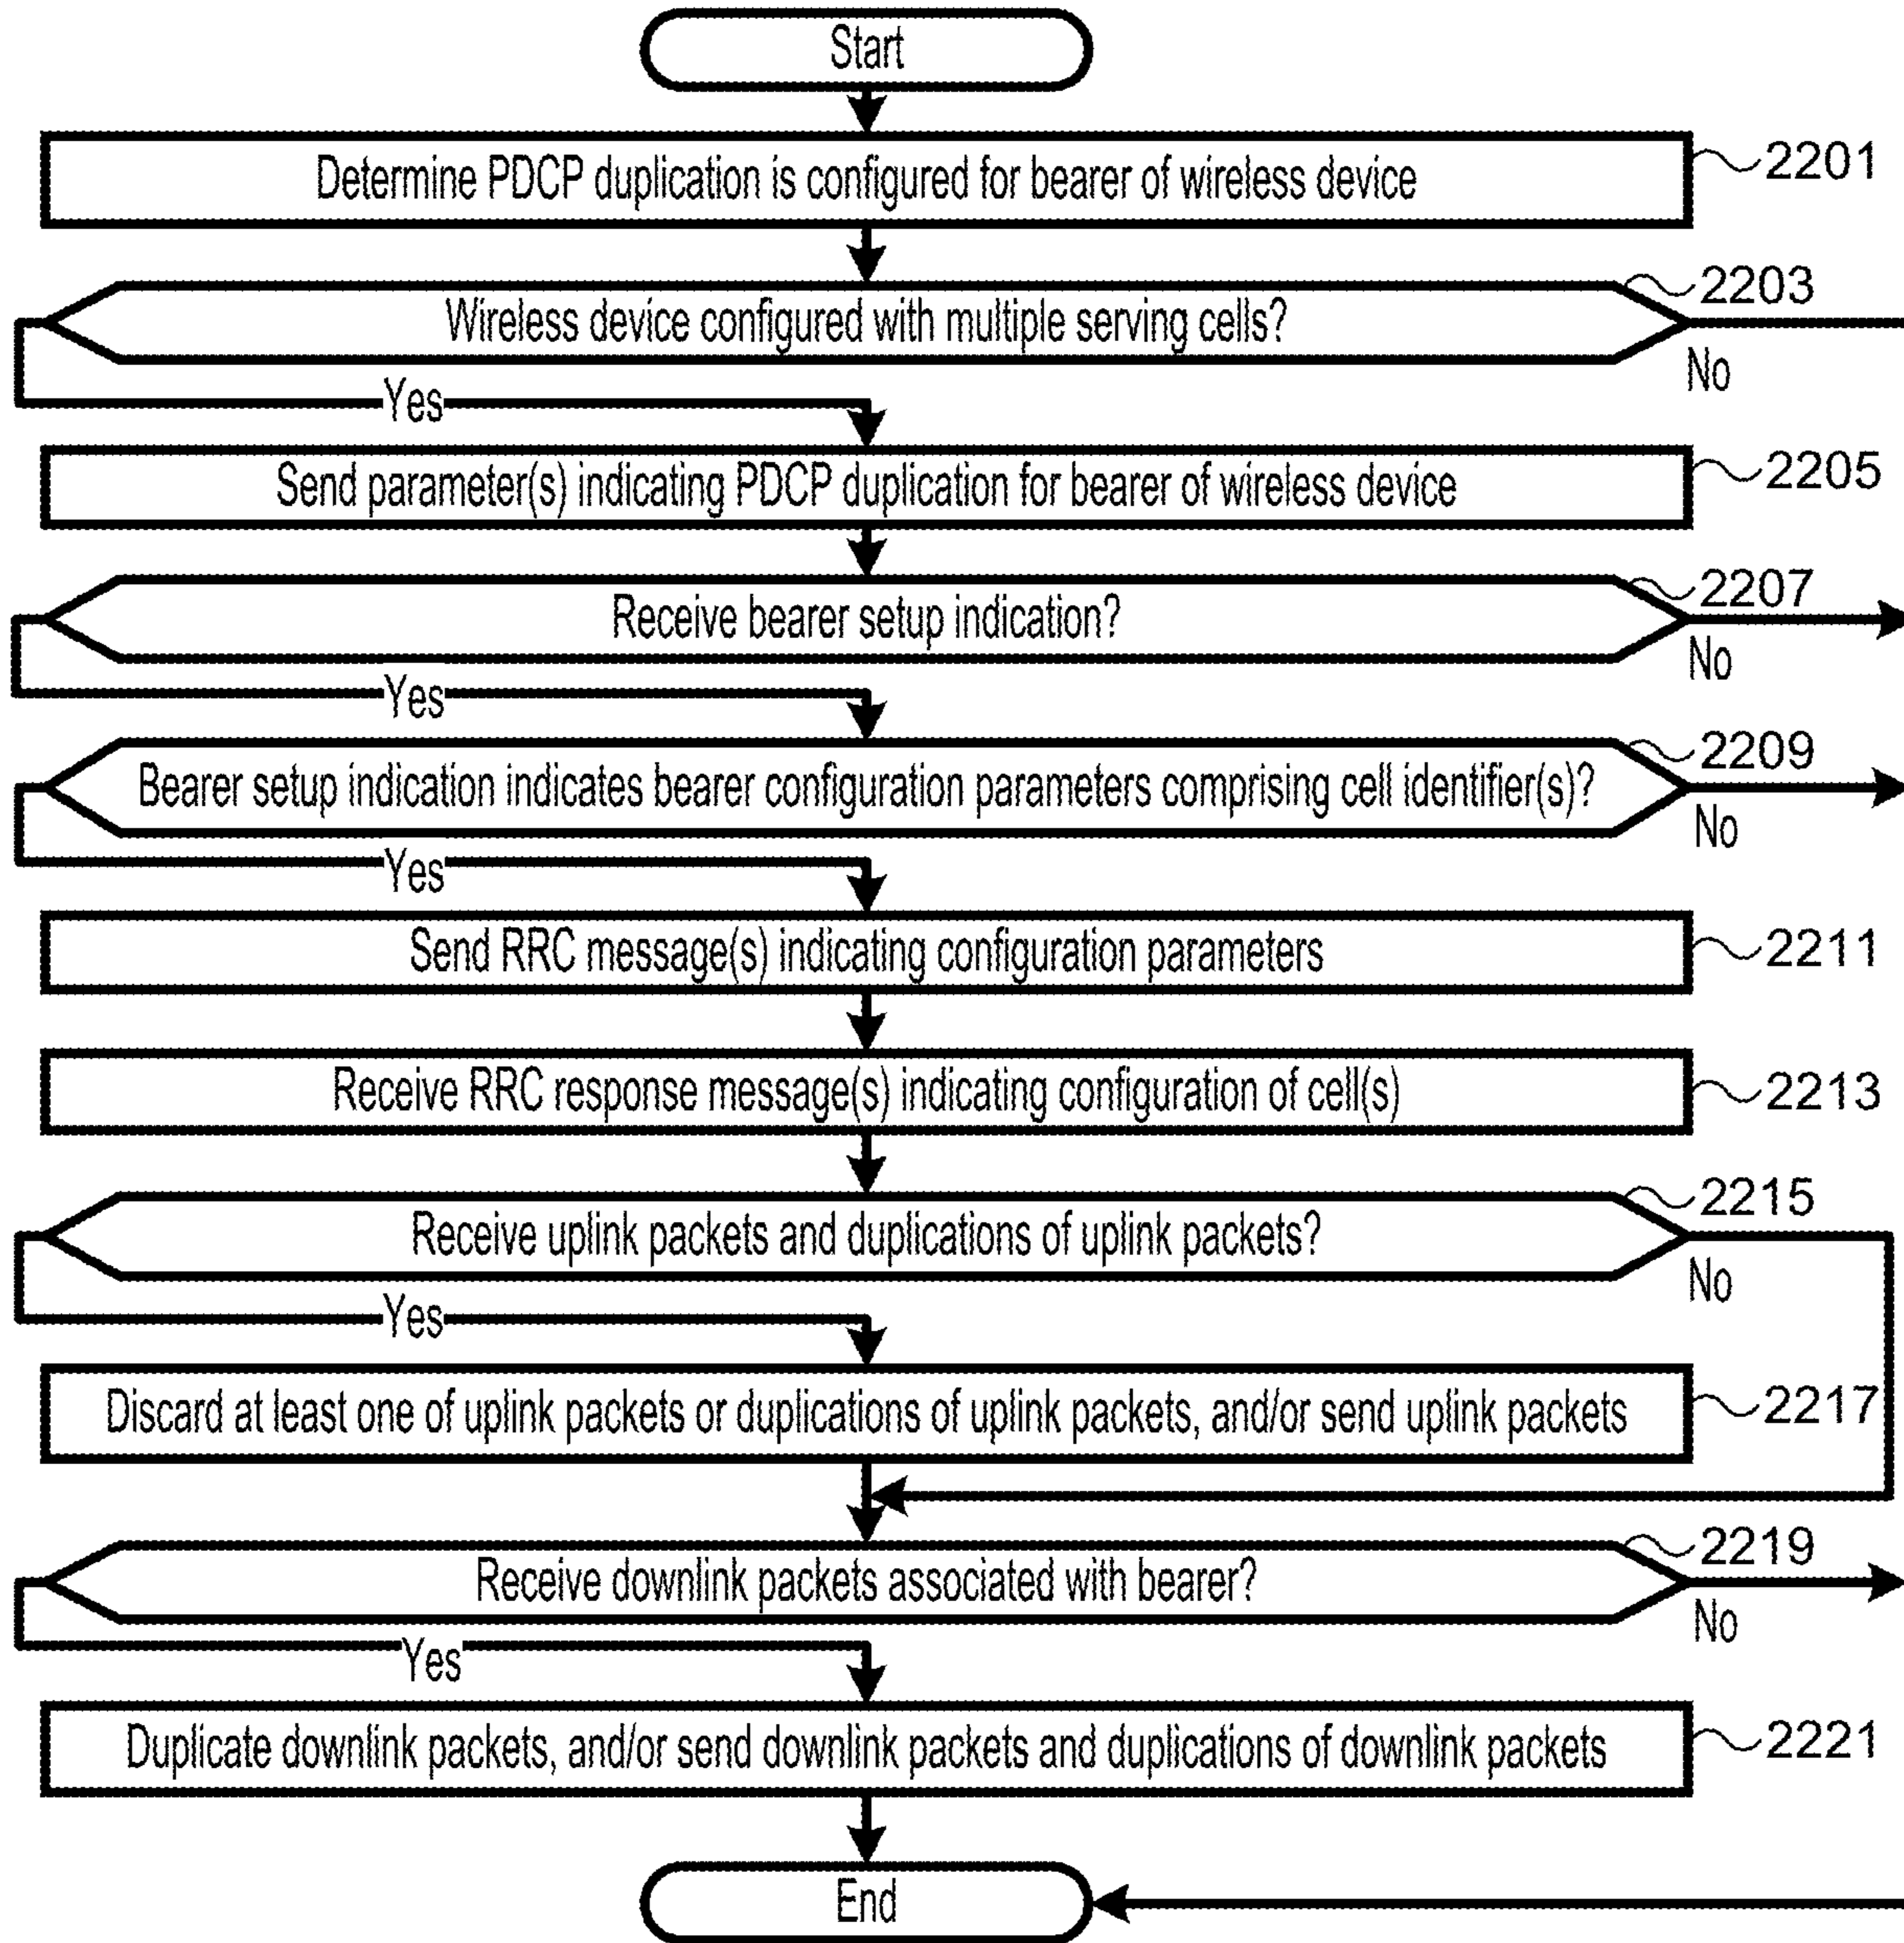 Start
Determine PDCP duplication is configured for bearer of wireless device
2201
Wireless device configured with multiple serving cells?
2203
No
Yes
Send parameter(s) indicating PDCP duplication for bearer of wireless device
2205
Receive bearer setup indication?
2207
No
Yes
Bearer setup indication indicates bearer configuration parameters comprising cell identifier(s)?
2209
No
Yes
Send RRC message(s) indicating configuration parameters
2211
Receive RRC response message(s) indicating configuration of cell(s)
2213
Receive uplink packets and duplications of uplink packets?
2215
No
Yes
Discard at least one of uplink packets or duplications of uplink packets, and/or send uplink packets
2217
Receive downlink packets associated with bearer?
2219
No
Yes
Duplicate downlink packets, and/or send downlink packets and duplications of downlink packets
2221
End